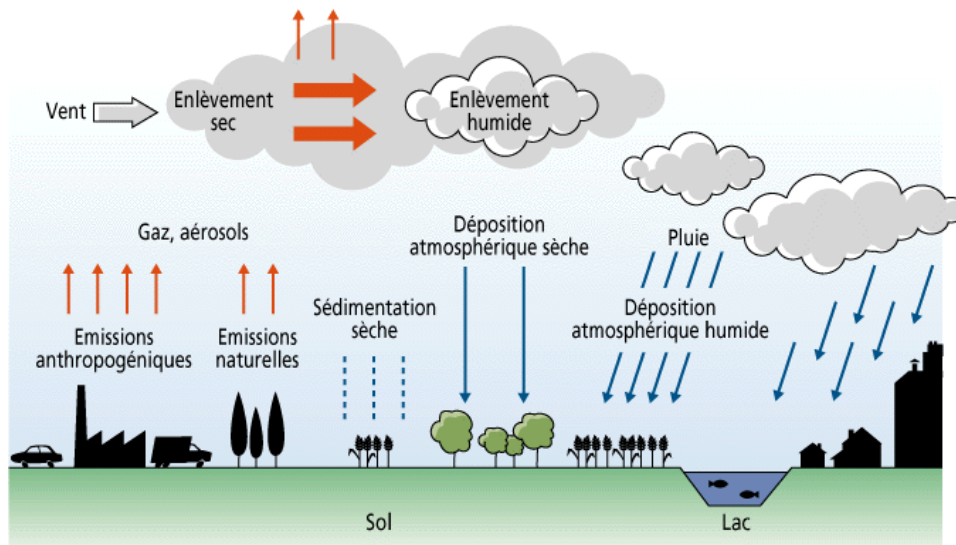 Vent
Enlèvement
sec
Enlèvement
humide
Gaz, aérosols
Déposition
atmosphérique sèche
Pluie
Emissions
anthropogéniques
Emissions
naturelles
Sédimentation
sèche
Déposition
atmosphérique humide
Sol
Lac